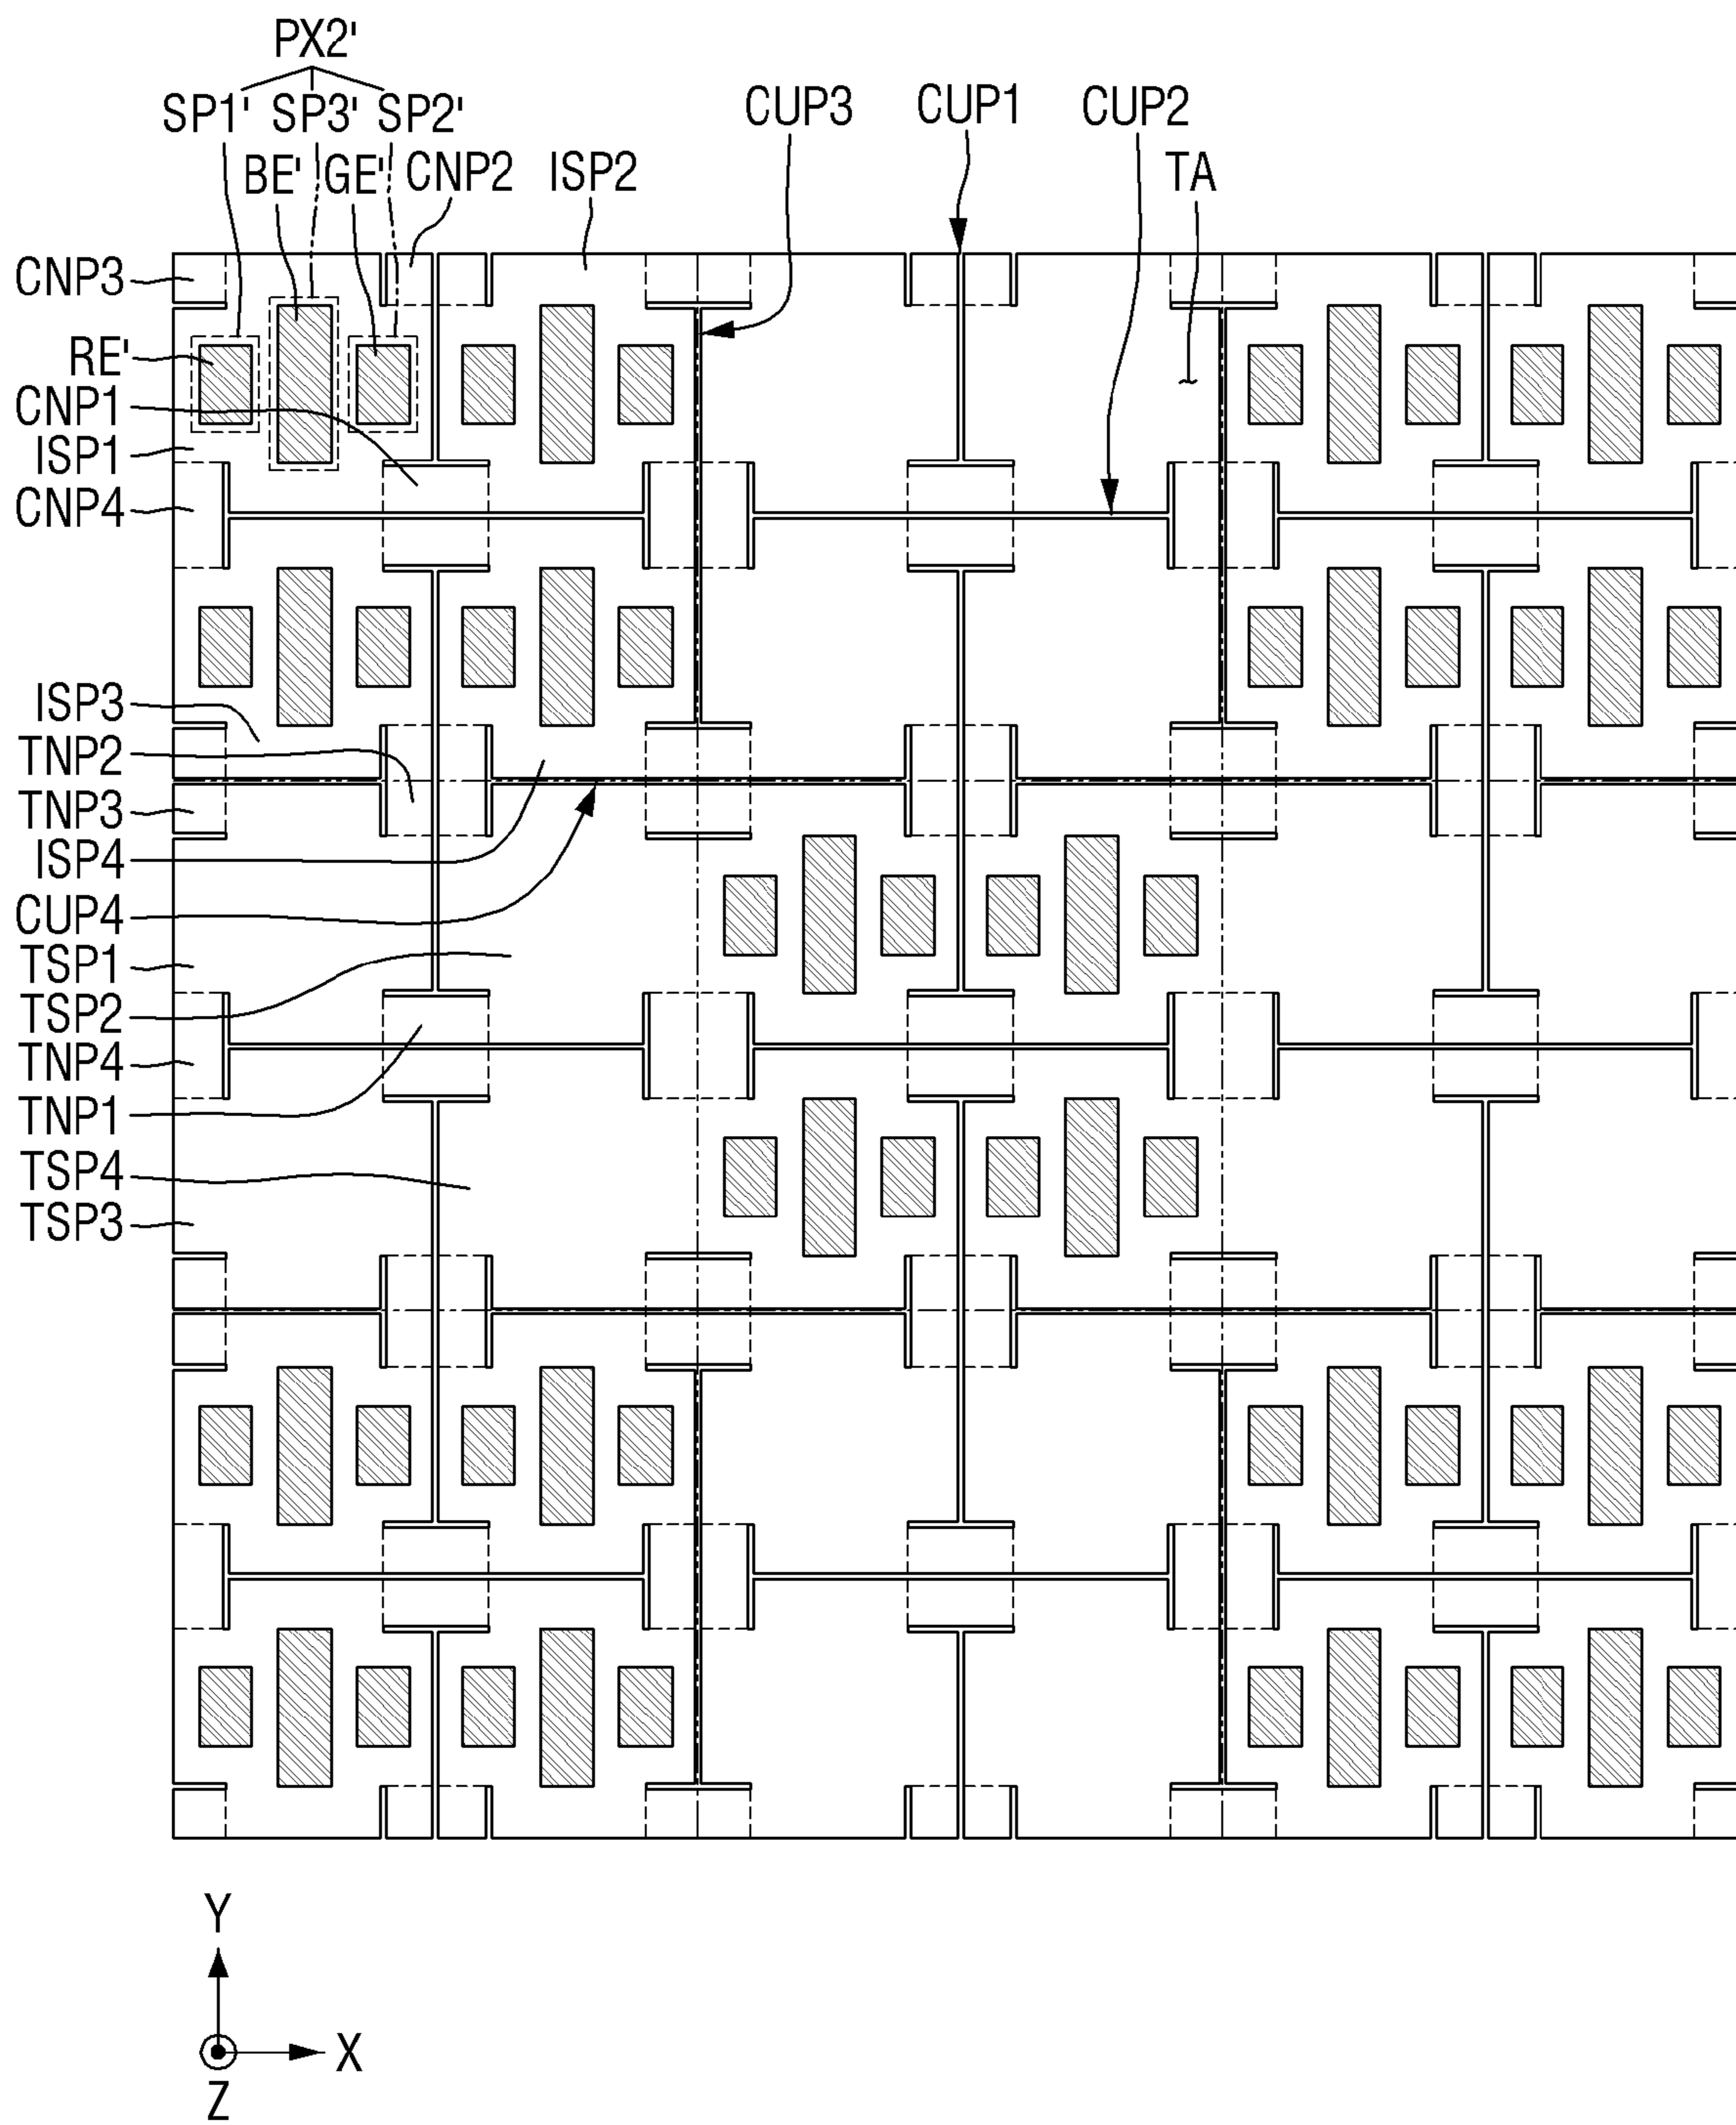 PX2'
SP1' SP3' SP2'
BE' GE' CNP2 ISP2 CUP3 CUP1 CUP2 TA
CNP3
RE'
CNP1
ISP1
CNP4
ISP3
TNP2
TNP3
ISP4
CUP4
TSP1
TSP2
TNP4
TNP1
TSP4
TSP3
Y
X
Z